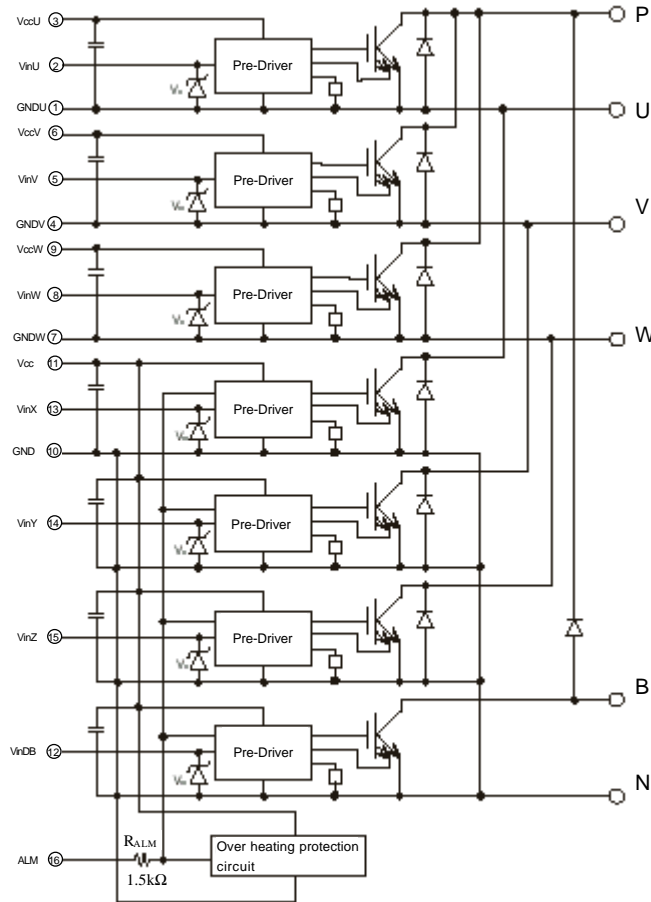 VccU 3
P
VinU 2
Pre-Driver
GNDU 1
U
VccV 6
VinV 5
Pre-Driver
GNDV 4
V
VccW 9
VinW 8
Pre-Driver
GNDW 7
W
Vcc 11
VinX 13
Pre-Driver
GND 10
VinY 14
Pre-Driver
VinZ 15
Pre-Driver
B
VinDB 12
Pre-Driver
N
RALM
ALM 16
1.5kΩ
Over heating protection
circuit